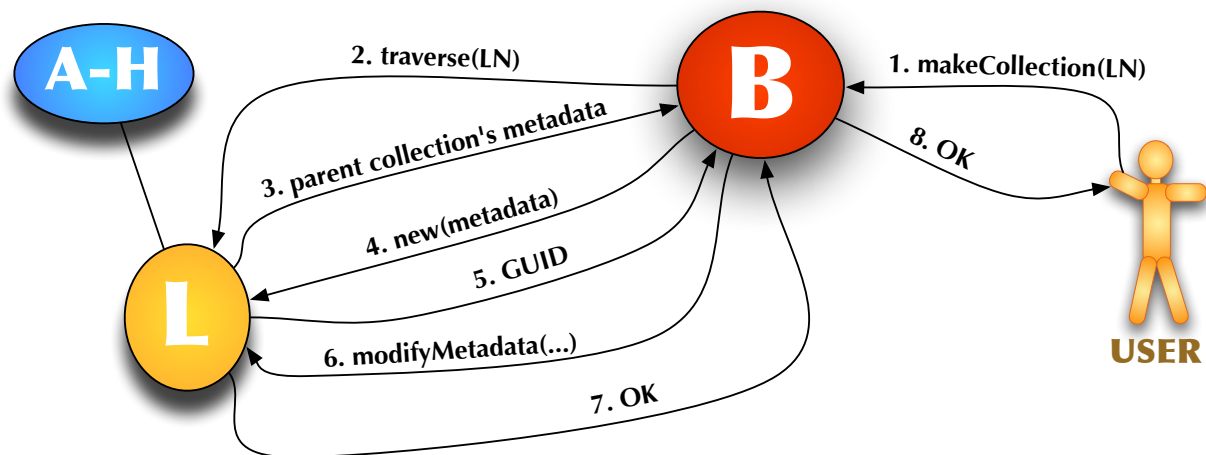 A-H
2. traverse(LN)
B
1. makeCollection(LN)
3. parent collection's metadata
8. OK
4. new(metadata)
5. GUID
L
6. modifyMetadata(...)
USER
7. OK